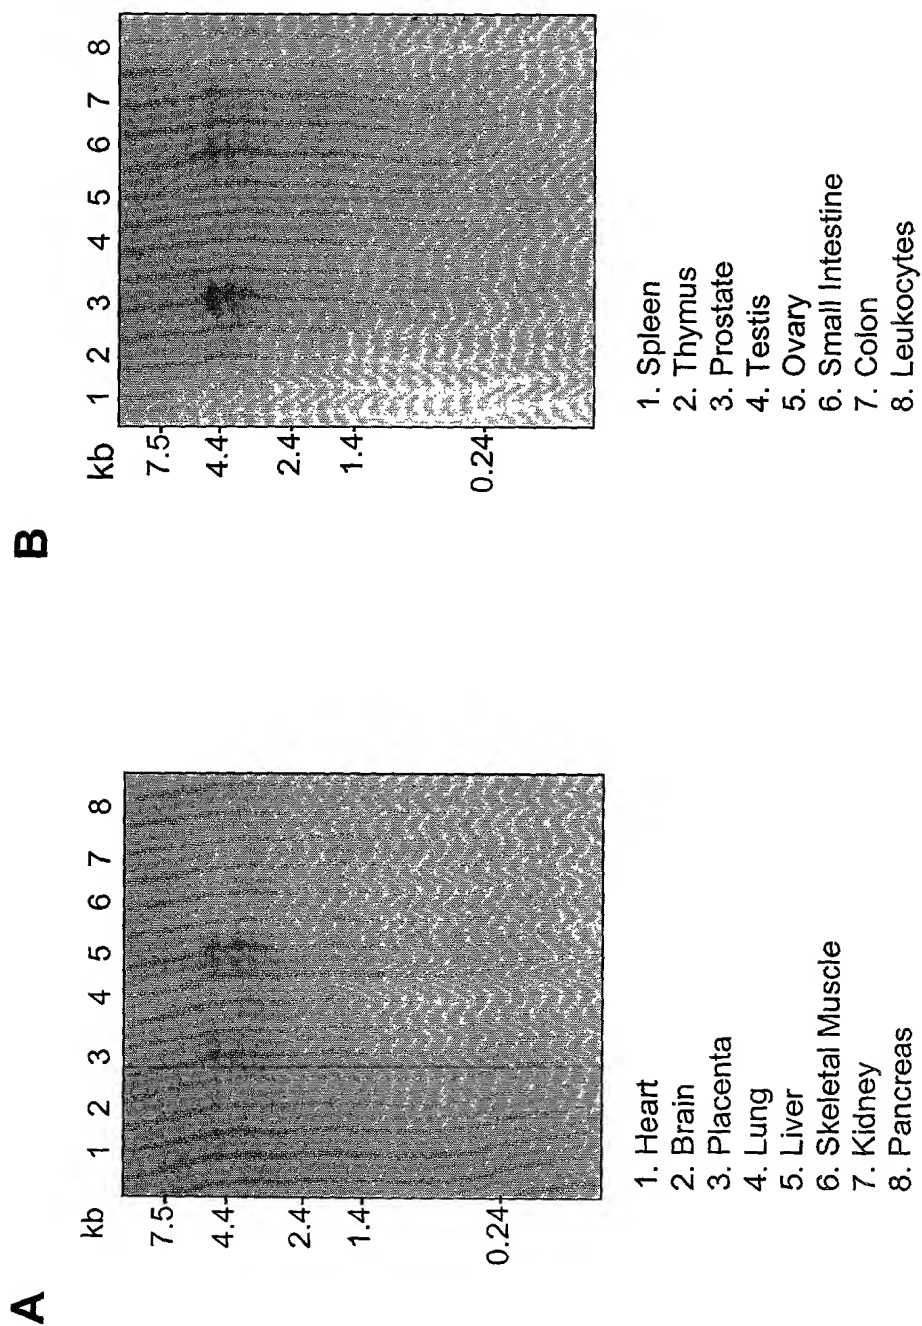 A
kb
1 2 3 4 5 6 7 8
7.5
4.4
2.4
1.4
0.24
1. Heart
2. Brain
3. Placenta
4. Lung
5. Liver
6. Skeletal Muscle
7. Kidney
8. Pancreas
B
kb
1 2 3 4 5 6 7 8
7.5
4.4
2.4
1.4
0.24
1. Spleen
2. Thymus
3. Prostate
4. Testis
5. Ovary
6. Small Intestine
7. Colon
8. Leukocytes